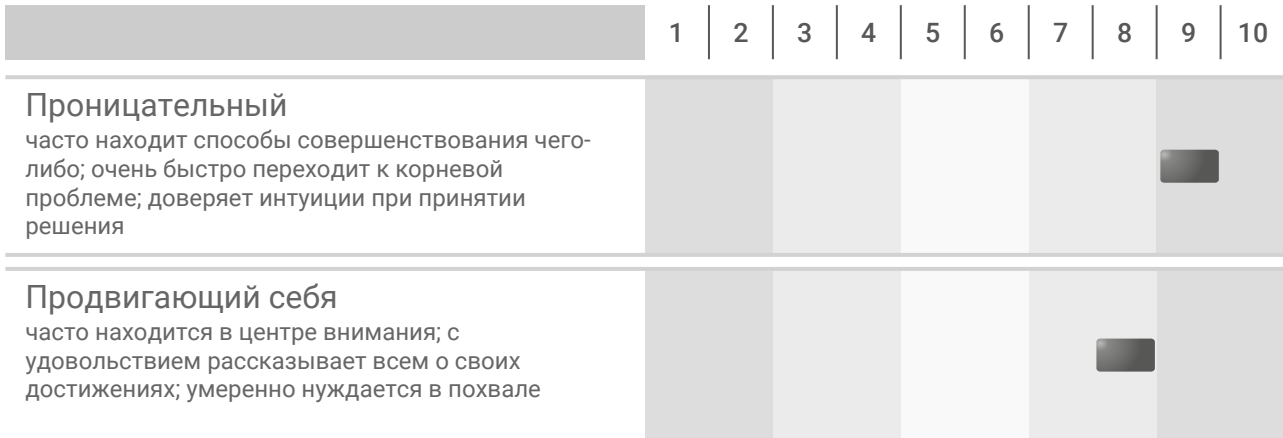 1 2 3 4 5 6 7 8 9 10
Проницательный
часто находит способы совершенствования чего-
либо; очень быстро переходит к корневой
проблеме; доверяет интуиции при принятии
решения
Продвигающий себя
часто находится в центре внимания; с
удовольствием рассказывает всем о своих
достижениях; умеренно нуждается в похвале